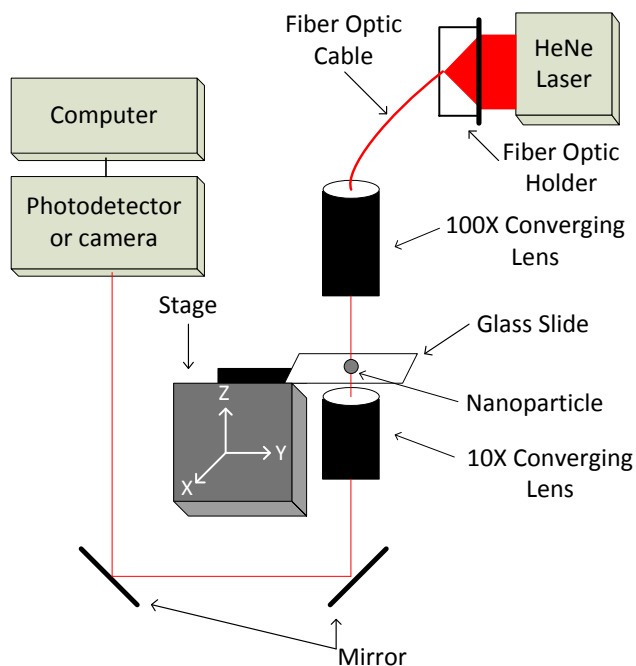 Fiber Optic
Cable
HeNe
Laser
Computer
Fiber Optic
Holder
Photodetector
or camera
100X Converging
Lens
Stage
Glass Slide
Z
Y
X
Nanoparticle
10X Converging
Lens
Mirror